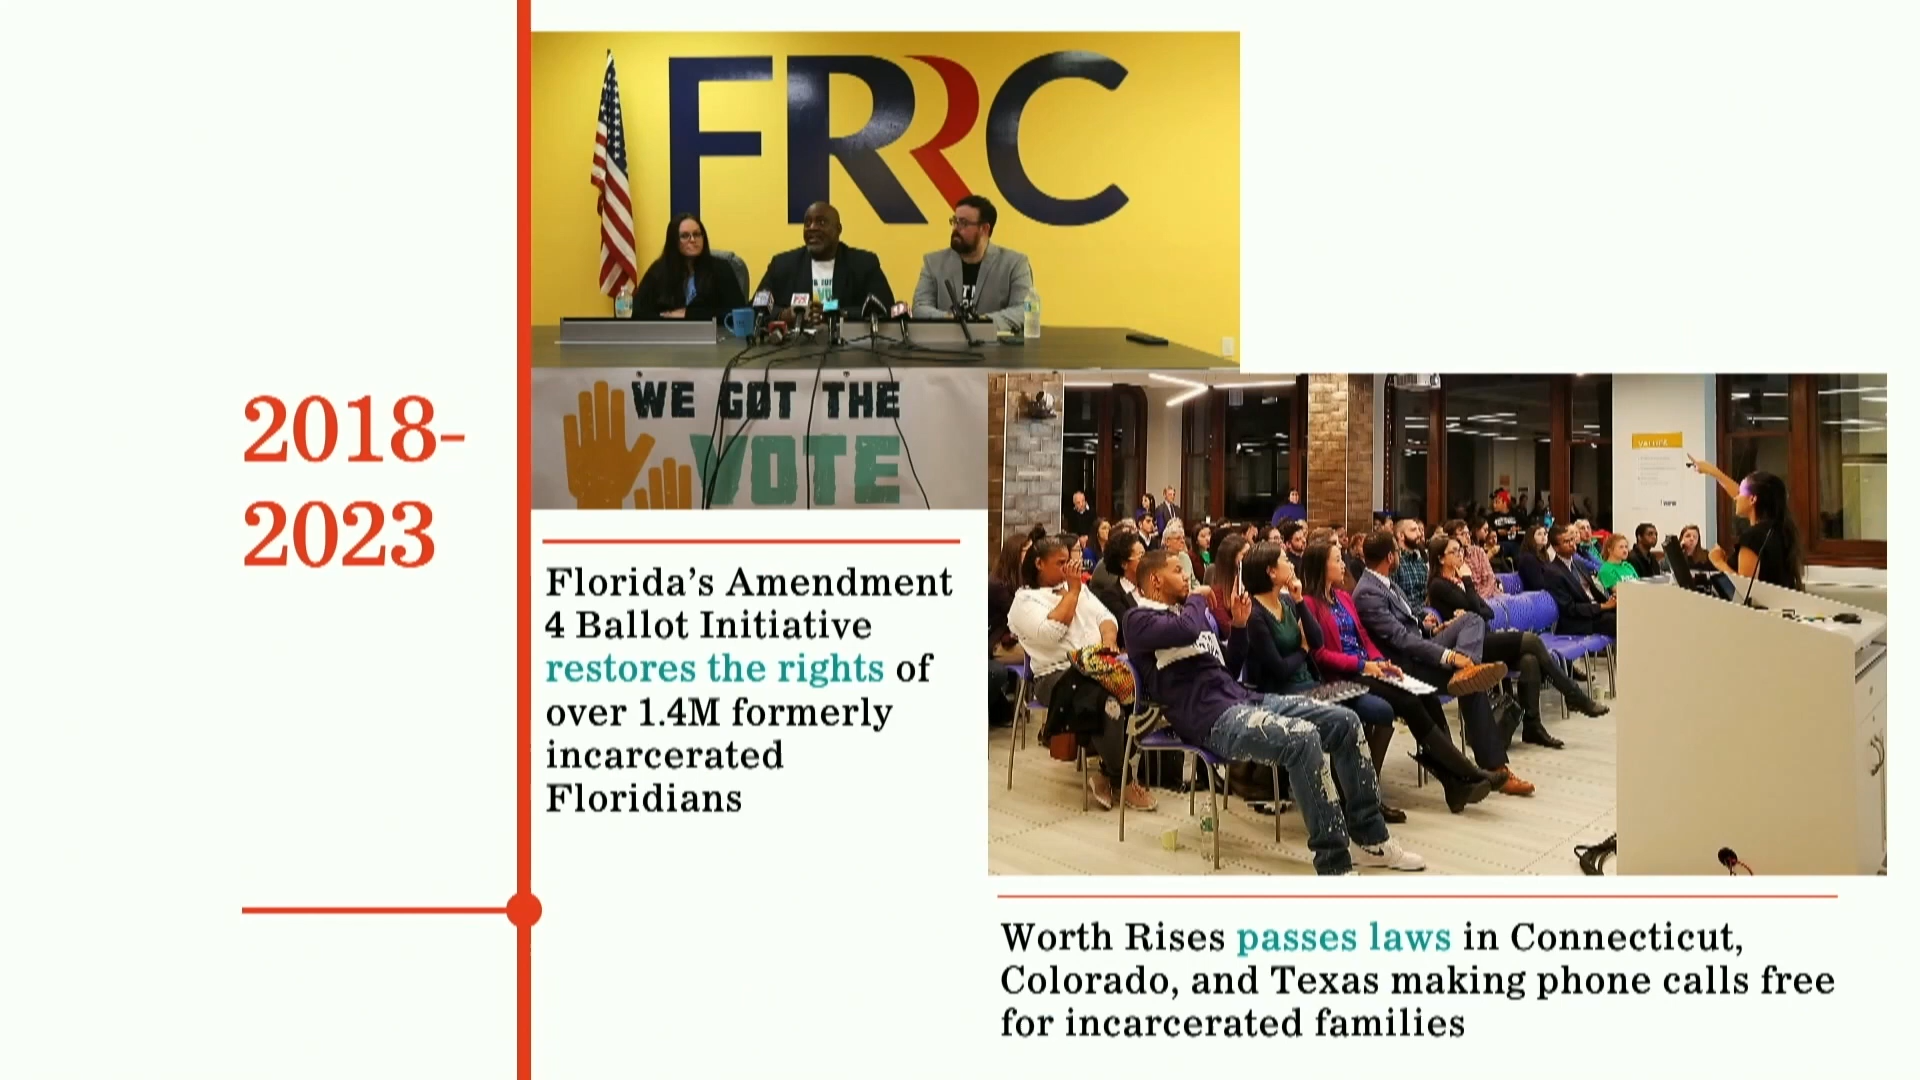 2018-
2023
FRRC
VOTE
WE GOT THE
VOTE
Florida’s Amendment
4 Ballot Initiative
restores the rights of
over 1.4M formerly
incarcerated
Floridians
Worth Rises passes laws in Connecticut,
Colorado, and Texas making phone calls free
for incarcerated families